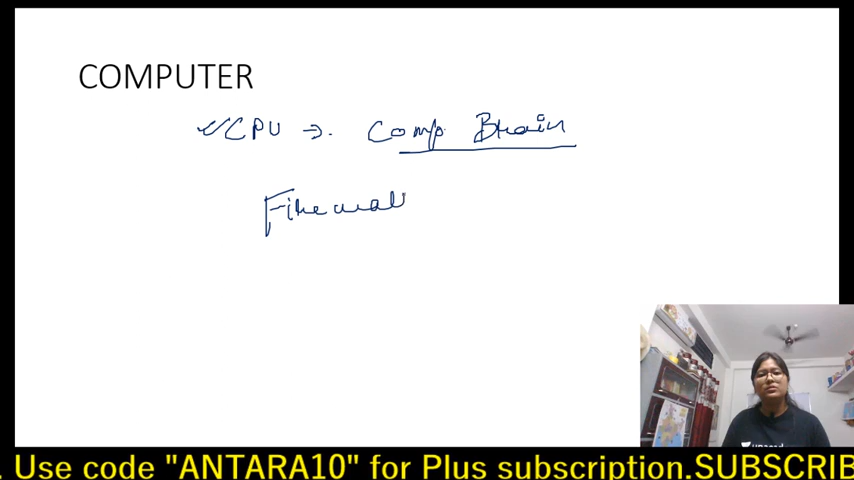 COMPUTER
✓CPU → Comp. Brain
Firewall
. Use code "ANTARA10" for Plus subscription.SUBSCRIB